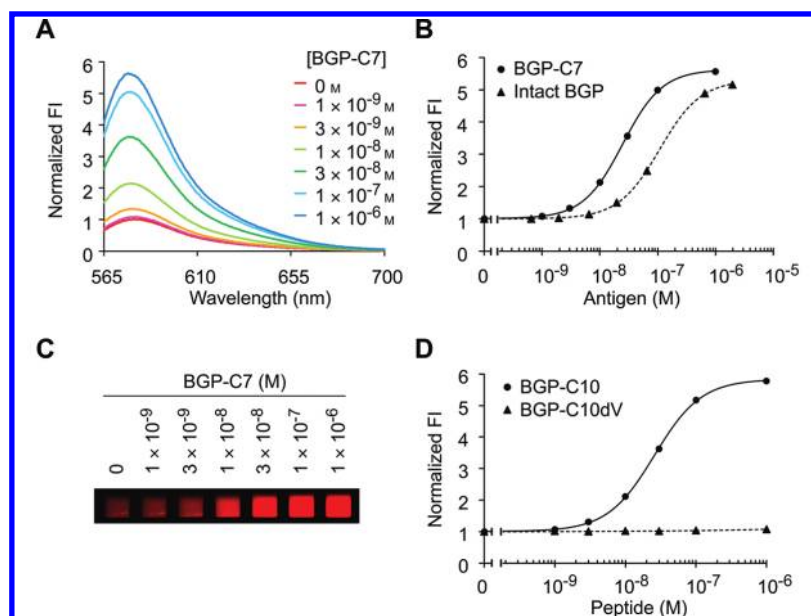 A
[BGP-C7]
Normalized FI
6
5
4
3
2
1
0
0 M
1 × 10⁻⁹ M
3 × 10⁻⁹ M
1 × 10⁻⁸ M
3 × 10⁻⁸ M
1 × 10⁻⁷ M
1 × 10⁻⁶ M
565 610 655 700
Wavelength (nm)
B
BGP-C7
Intact BGP
Normalized FI
6
5
4
3
2
1
0
0 10⁻⁹ 10⁻⁸ 10⁻⁷ 10⁻⁶ 10⁻⁵
Antigen (M)
C
BGP-C7 (M)
0
1 × 10⁻⁹
3 × 10⁻⁹
1 × 10⁻⁸
3 × 10⁻⁸
1 × 10⁻⁷
1 × 10⁻⁶
D
BGP-C10
BGP-C10dV
Normalized FI
6
5
4
3
2
1
0
0 10⁻⁹ 10⁻⁸ 10⁻⁷ 10⁻⁶
Peptide (M)